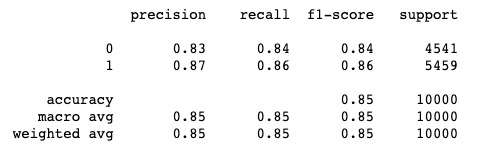 precision recall f1-score support
0 0.83 0.84 0.84 4541
1 0.87 0.86 0.86 5459
accuracy 0.85 10000
macro avg 0.85 0.85 0.85 10000
weighted avg 0.85 0.85 0.85 10000